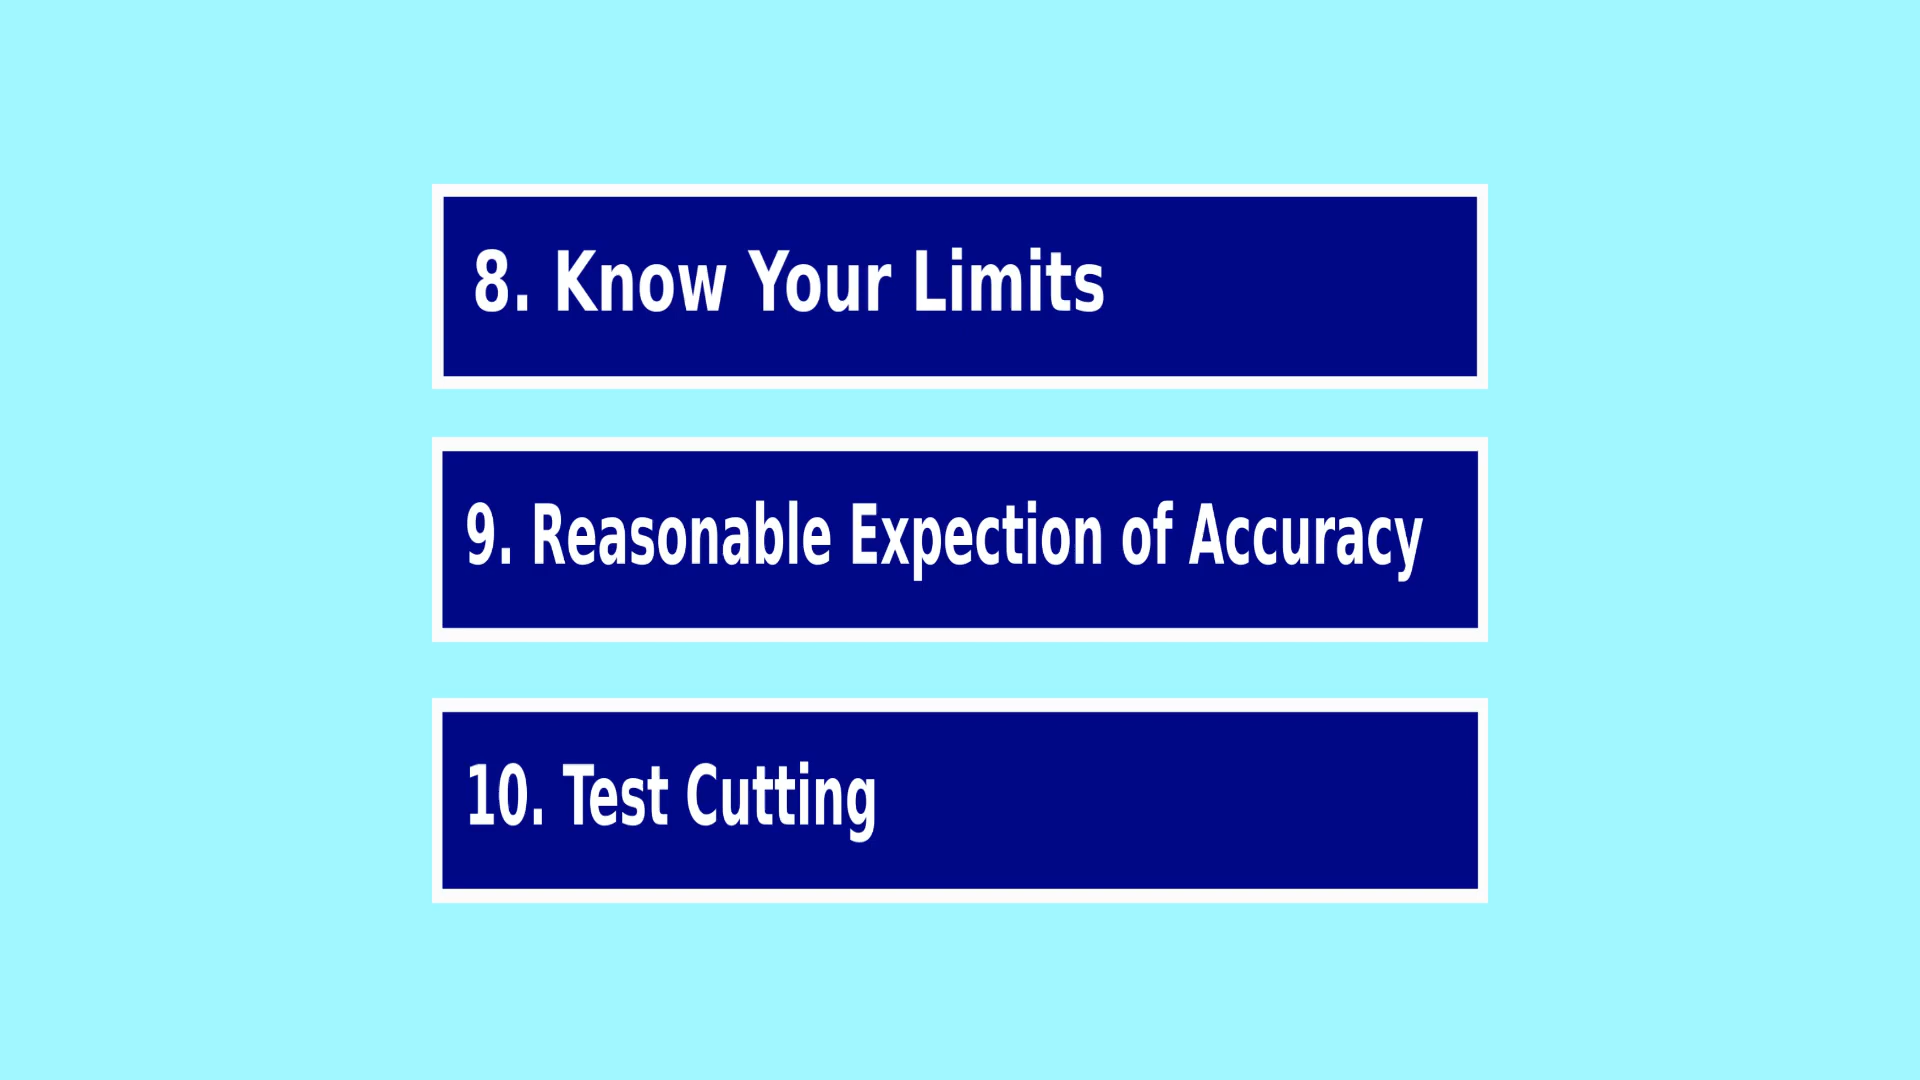 8. Know Your Limits
9. Reasonable Expection of Accuracy
10. Test Cutting